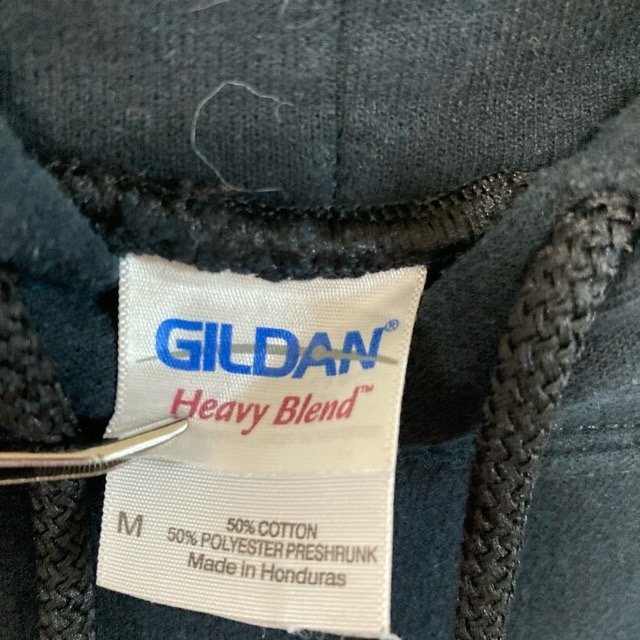 GILDAN®
Heavy Blend™
M
50% COTTON
50% POLYESTER PRESHRUNK
Made in Honduras